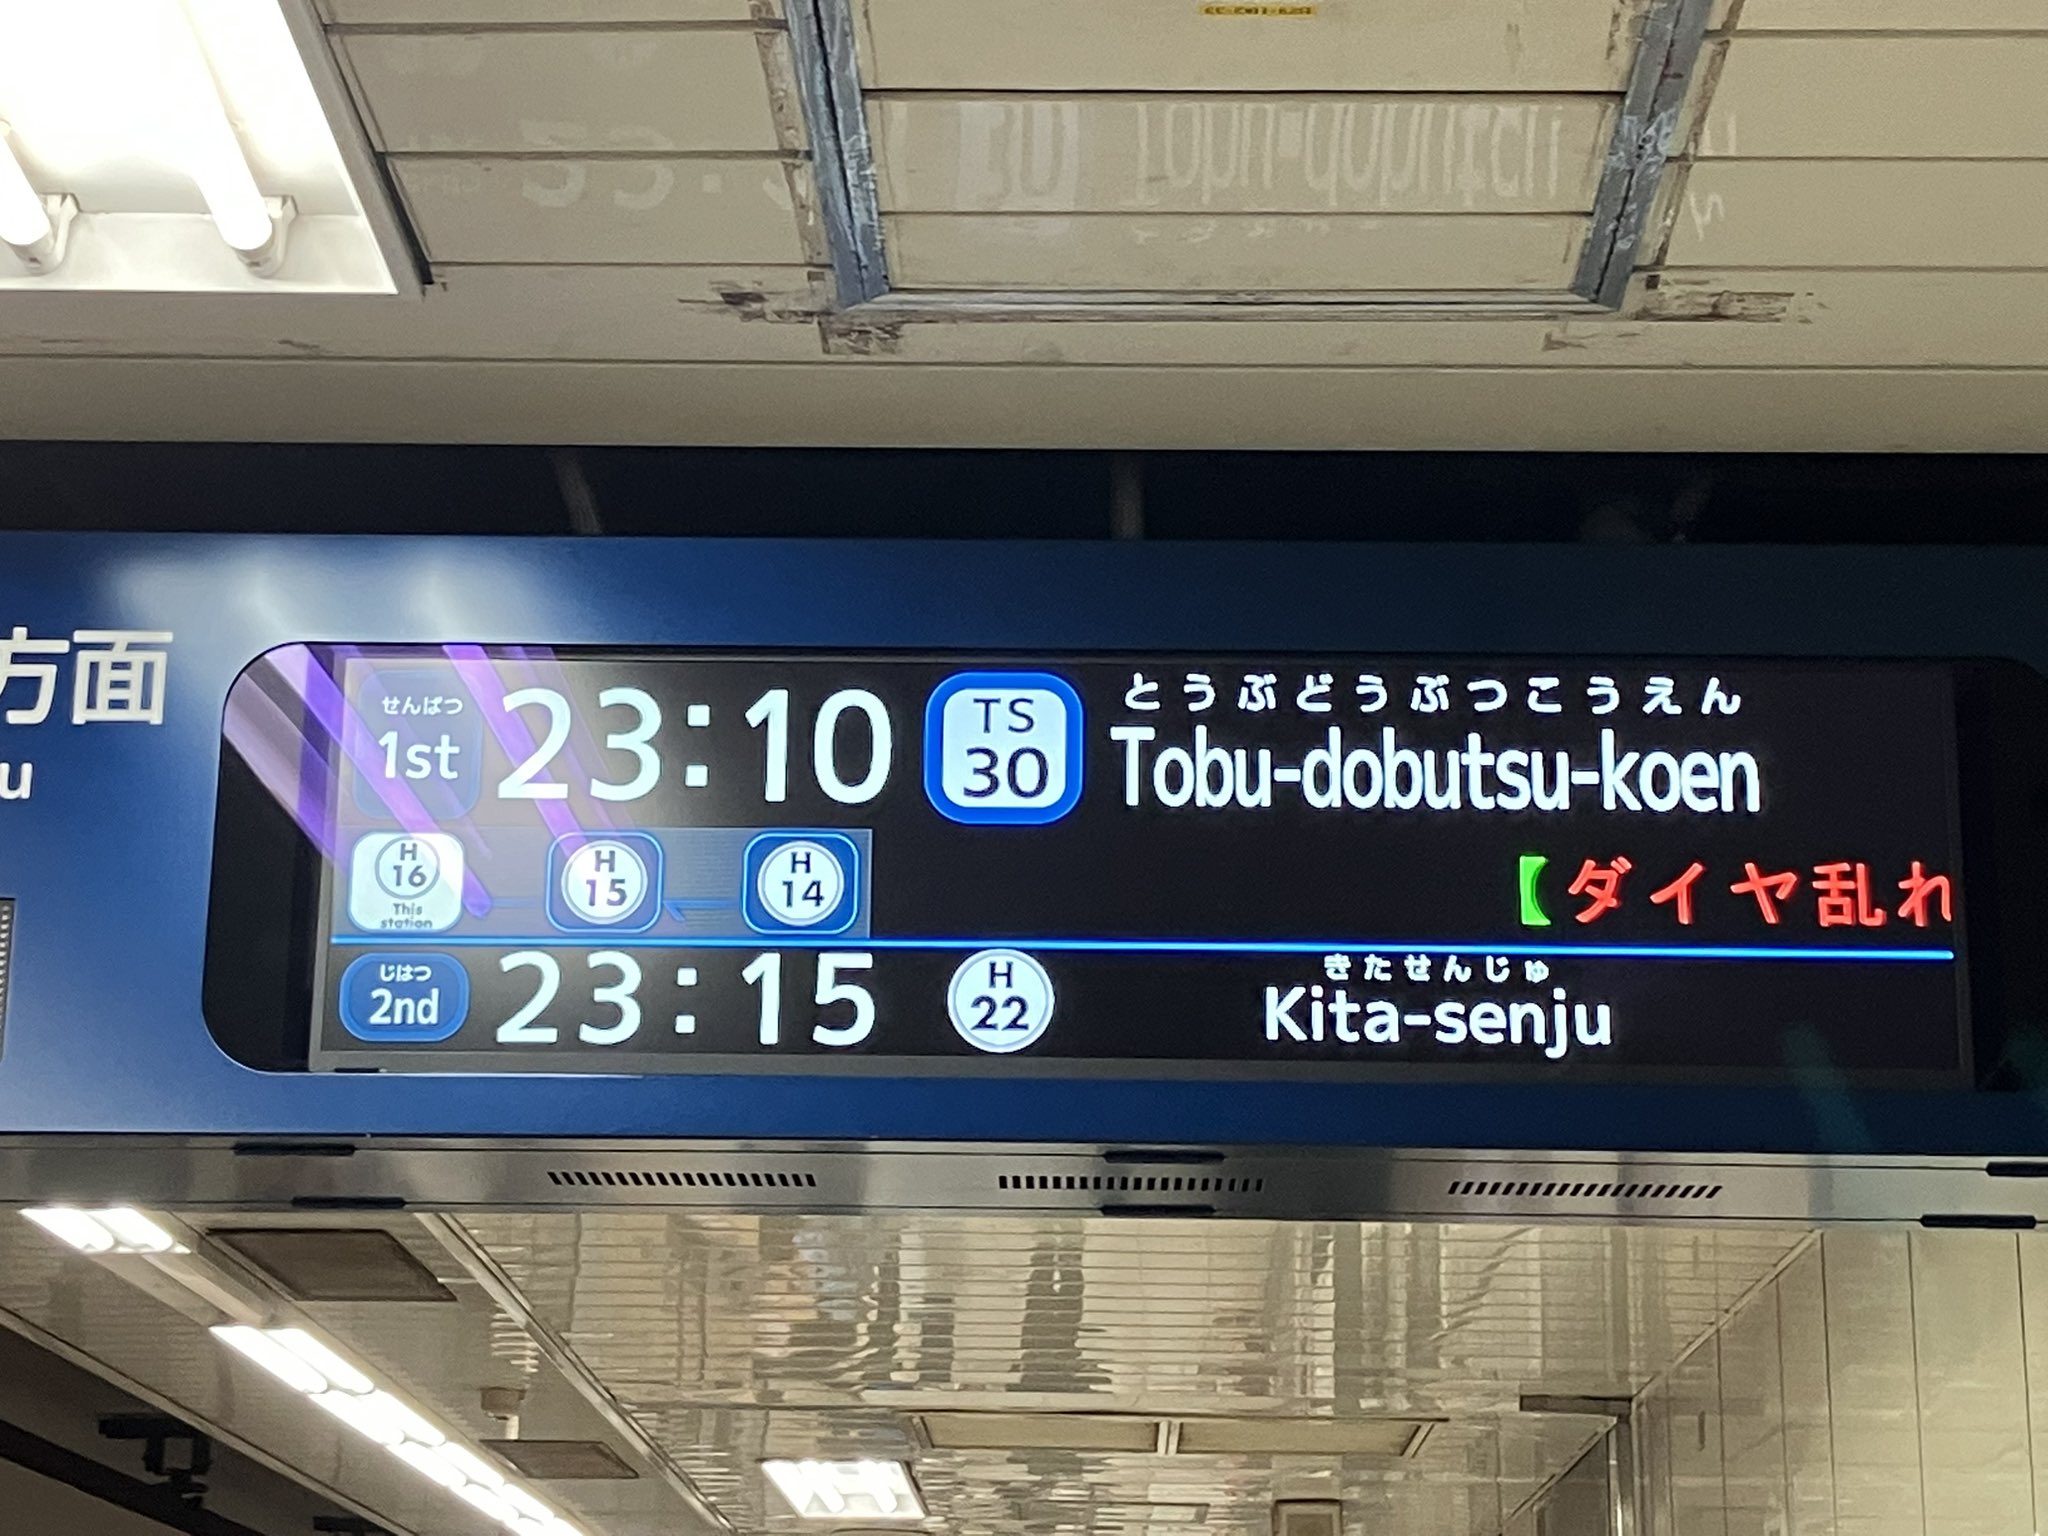 方面
u
せんぱつ
1st 23:10 TS 30
とうぶどうぶつこうえん
Tobu-dobutsu-koen
H 16 This station
H 15
H 14
【ダイヤ乱れ
じはつ
2nd 23:15 H 22
きたせんじゅ
Kita-senju